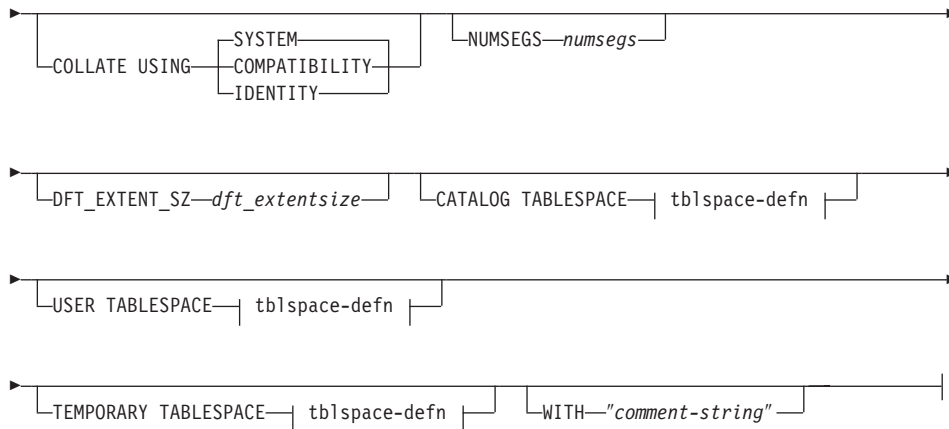 SYSTEM
COLLATE USING COMPATIBILITY
IDENTITY
NUMSEGS numsegs
DFT_EXTENT_SZ dft_extentsize CATALOG TABLESPACE tblspace-defn
USER TABLESPACE tblspace-defn
TEMPORARY TABLESPACE tblspace-defn WITH "comment-string"